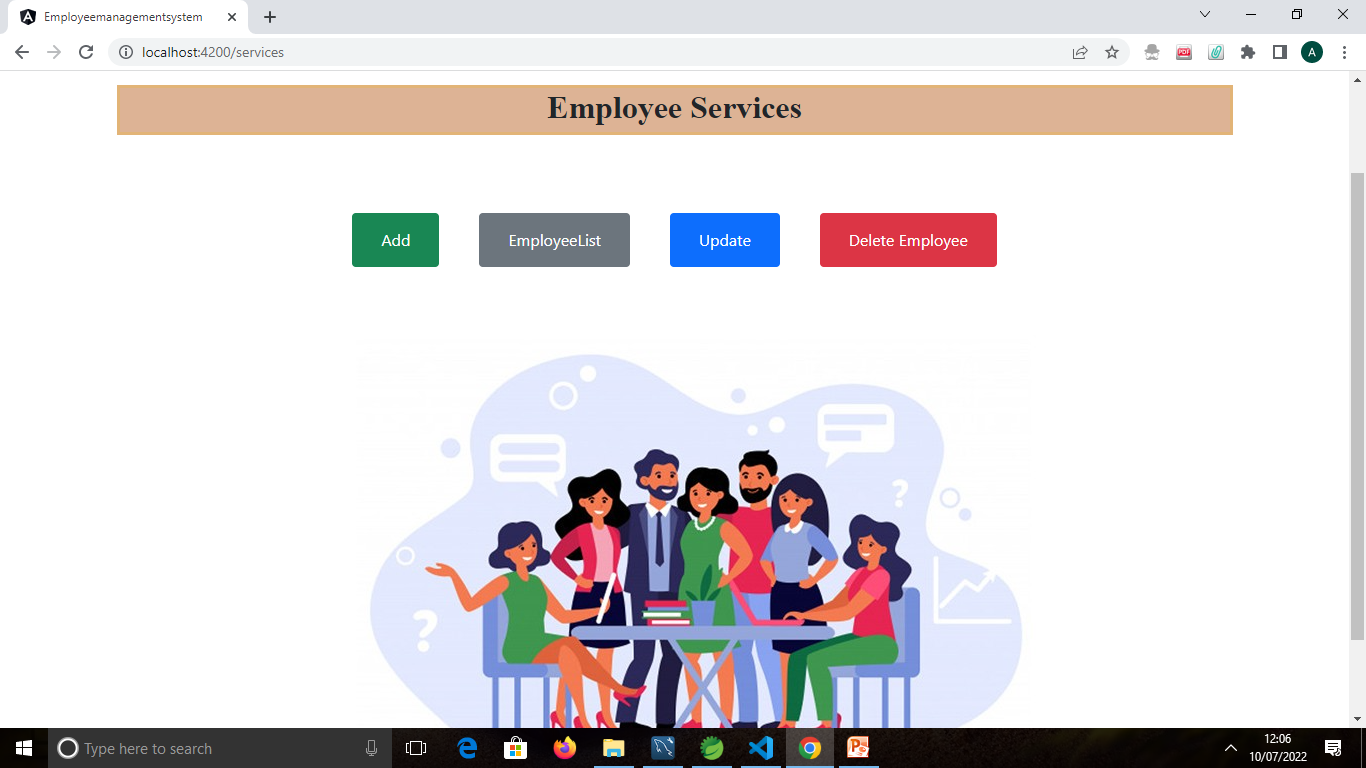 Employeemanagementsystem
localhost:4200/services
PDF
A
Employee Services
Add
EmployeeList
Update
Delete Employee
?
?
Type here to search
12:06
10/07/2022